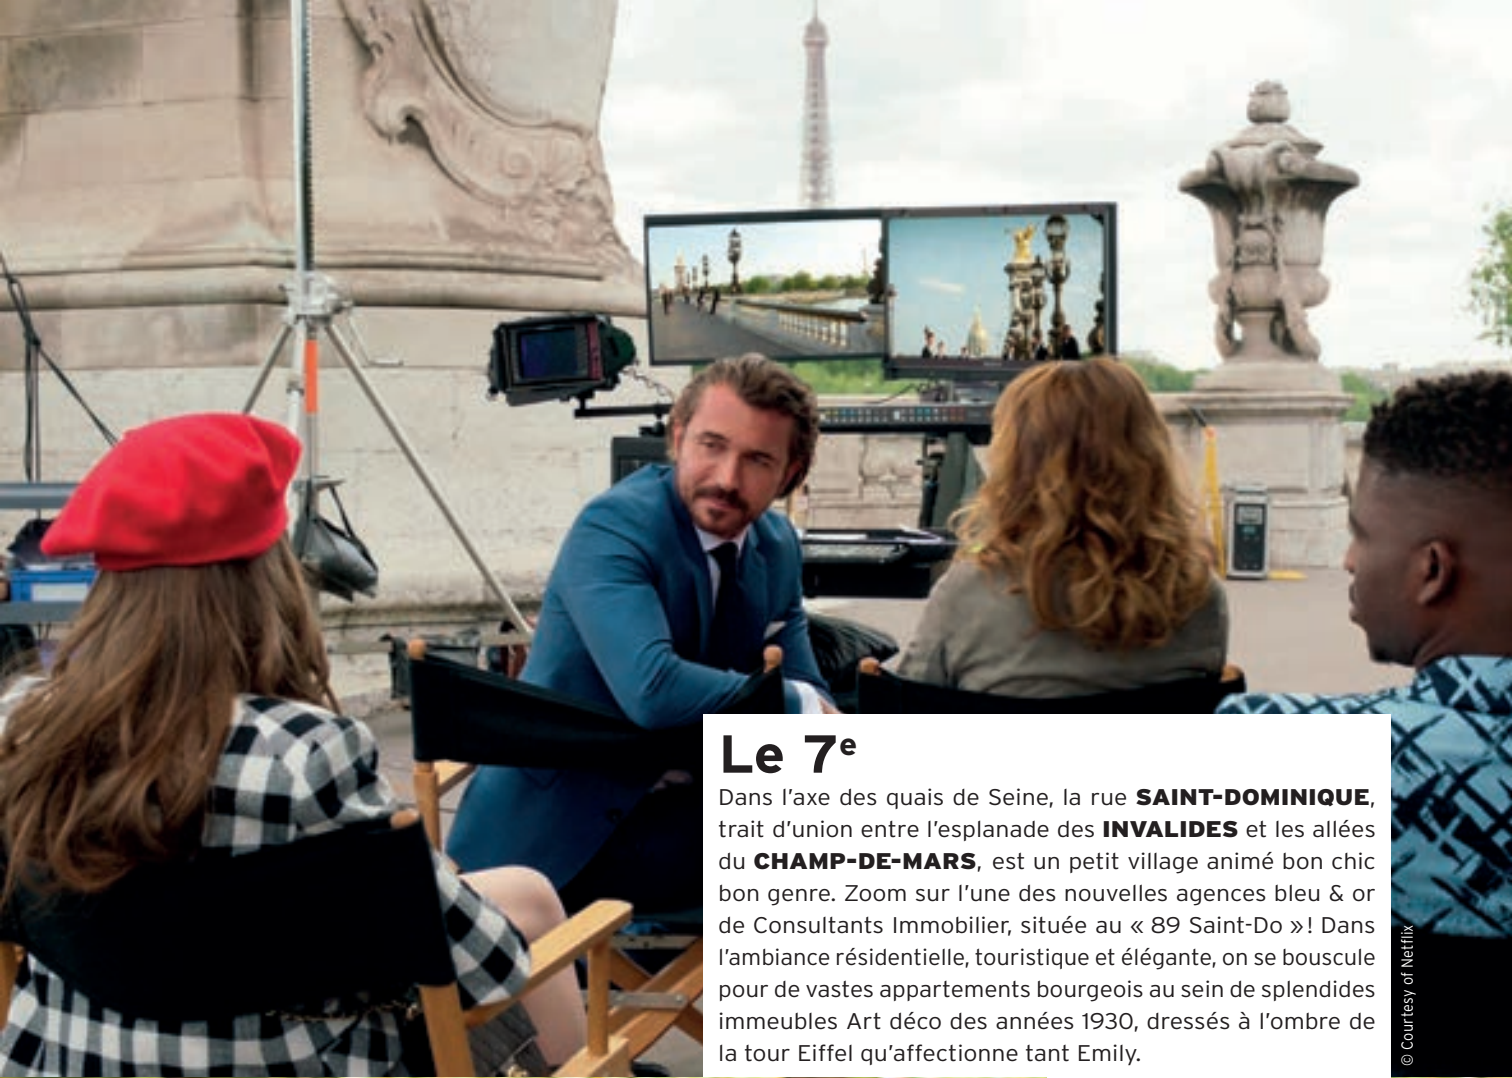 Le 7e
Dans l'axe des quais de Seine, la rue SAINT-DOMINIQUE,
trait d'union entre l'esplanade des INVALIDES et les allées
du CHAMP-DE-MARS, est un petit village animé bon chic
bon genre. Zoom sur l'une des nouvelles agences bleu & or
de Consultants Immobilier, située au « 89 Saint-Do »! Dans
l'ambiance résidentielle, touristique et élégante, on se bouscule
pour de vastes appartements bourgeois au sein de splendides
immeubles Art déco des années 1930, dressés à l'ombre de
la tour Eiffel qu'affectionne tant Emily.
© Courtesy of Netflix